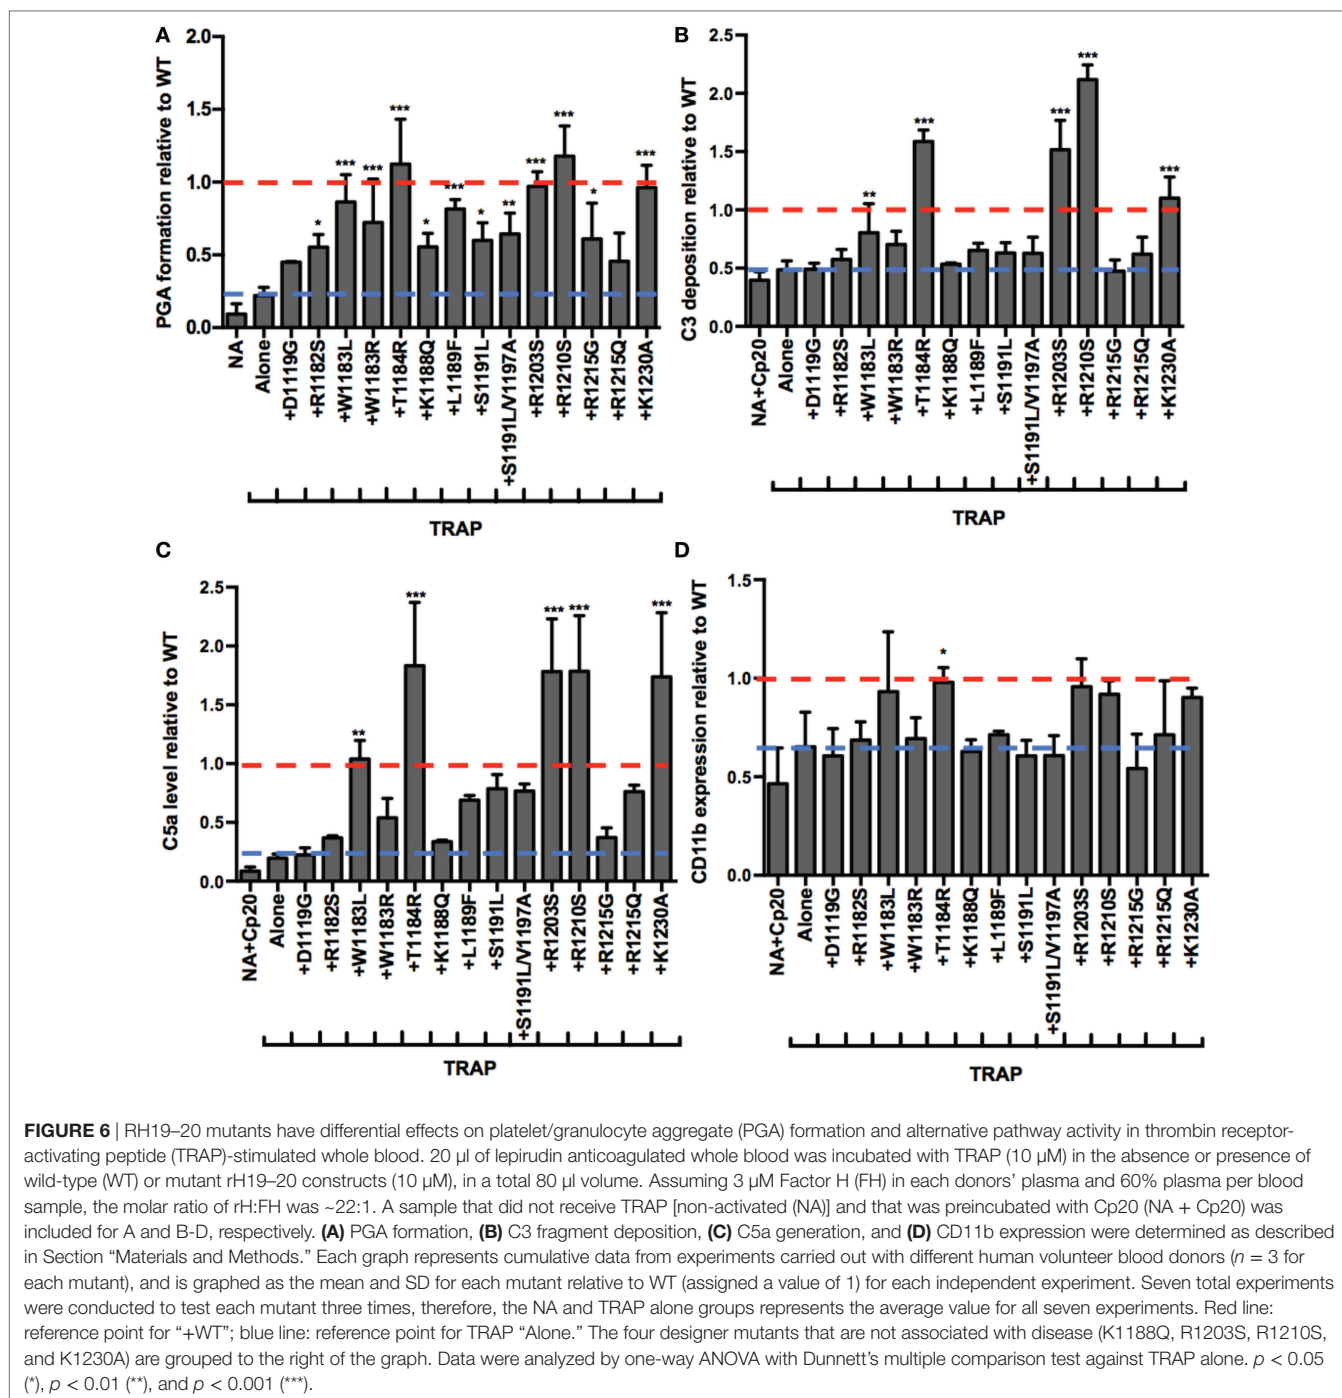 A
PGA formation relative to WT
2.0
1.5
1.0
0.5
0.0
* *** *** *** * *** * ** *** *** * ***
NA
Alone
+D1119G
+R1182S
+W1183L
+W1183R
+T1184R
+K1188Q
+L1189F
+S1191L
+S1191L/V1197A
+R1203S
+R1210S
+R1215G
+R1215Q
+K1230A
TRAP
B
C3 deposition relative to WT
2.5
2.0
1.5
1.0
0.5
0.0
** *** *** *** ***
NA+Cp20
Alone
+D1119G
+R1182S
+W1183L
+W1183R
+T1184R
+K1188Q
+L1189F
+S1191L
+S1191L/V1197A
+R1203S
+R1210S
+R1215G
+R1215Q
+K1230A
TRAP
C
C5a level relative to WT
2.5
2.0
1.5
1.0
0.5
0.0
** *** *** *** ***
NA+Cp20
Alone
+D1119G
+R1182S
+W1183L
+W1183R
+T1184R
+K1188Q
+L1189F
+S1191L
+S1191L/V1197A
+R1203S
+R1210S
+R1215G
+R1215Q
+K1230A
TRAP
D
CD11b expression relative to WT
1.5
1.0
0.5
0.0
*
NA+Cp20
Alone
+D1119G
+R1182S
+W1183L
+W1183R
+T1184R
+K1188Q
+L1189F
+S1191L
+S1191L/V1197A
+R1203S
+R1210S
+R1215G
+R1215Q
+K1230A
TRAP
FIGURE 6 | RH19–20 mutants have differential effects on platelet/granulocyte aggregate (PGA) formation and alternative pathway activity in thrombin receptor-
activating peptide (TRAP)-stimulated whole blood. 20 µl of lepirudin anticoagulated whole blood was incubated with TRAP (10 µM) in the absence or presence of
wild-type (WT) or mutant rH19–20 constructs (10 µM), in a total 80 µl volume. Assuming 3 µM Factor H (FH) in each donors’ plasma and 60% plasma per blood
sample, the molar ratio of rH:FH was ~22:1. A sample that did not receive TRAP [non-activated (NA)] and that was preincubated with Cp20 (NA + Cp20) was
included for A and B-D, respectively. (A) PGA formation, (B) C3 fragment deposition, (C) C5a generation, and (D) CD11b expression were determined as described
in Section “Materials and Methods.” Each graph represents cumulative data from experiments carried out with different human volunteer blood donors (n = 3 for
each mutant), and is graphed as the mean and SD for each mutant relative to WT (assigned a value of 1) for each independent experiment. Seven total experiments
were conducted to test each mutant three times, therefore, the NA and TRAP alone groups represents the average value for all seven experiments. Red line:
reference point for “+WT”; blue line: reference point for TRAP “Alone.” The four designer mutants that are not associated with disease (K1188Q, R1203S, R1210S,
and K1230A) are grouped to the right of the graph. Data were analyzed by one-way ANOVA with Dunnett’s multiple comparison test against TRAP alone. p < 0.05
(*), p < 0.01 (**), and p < 0.001 (***).